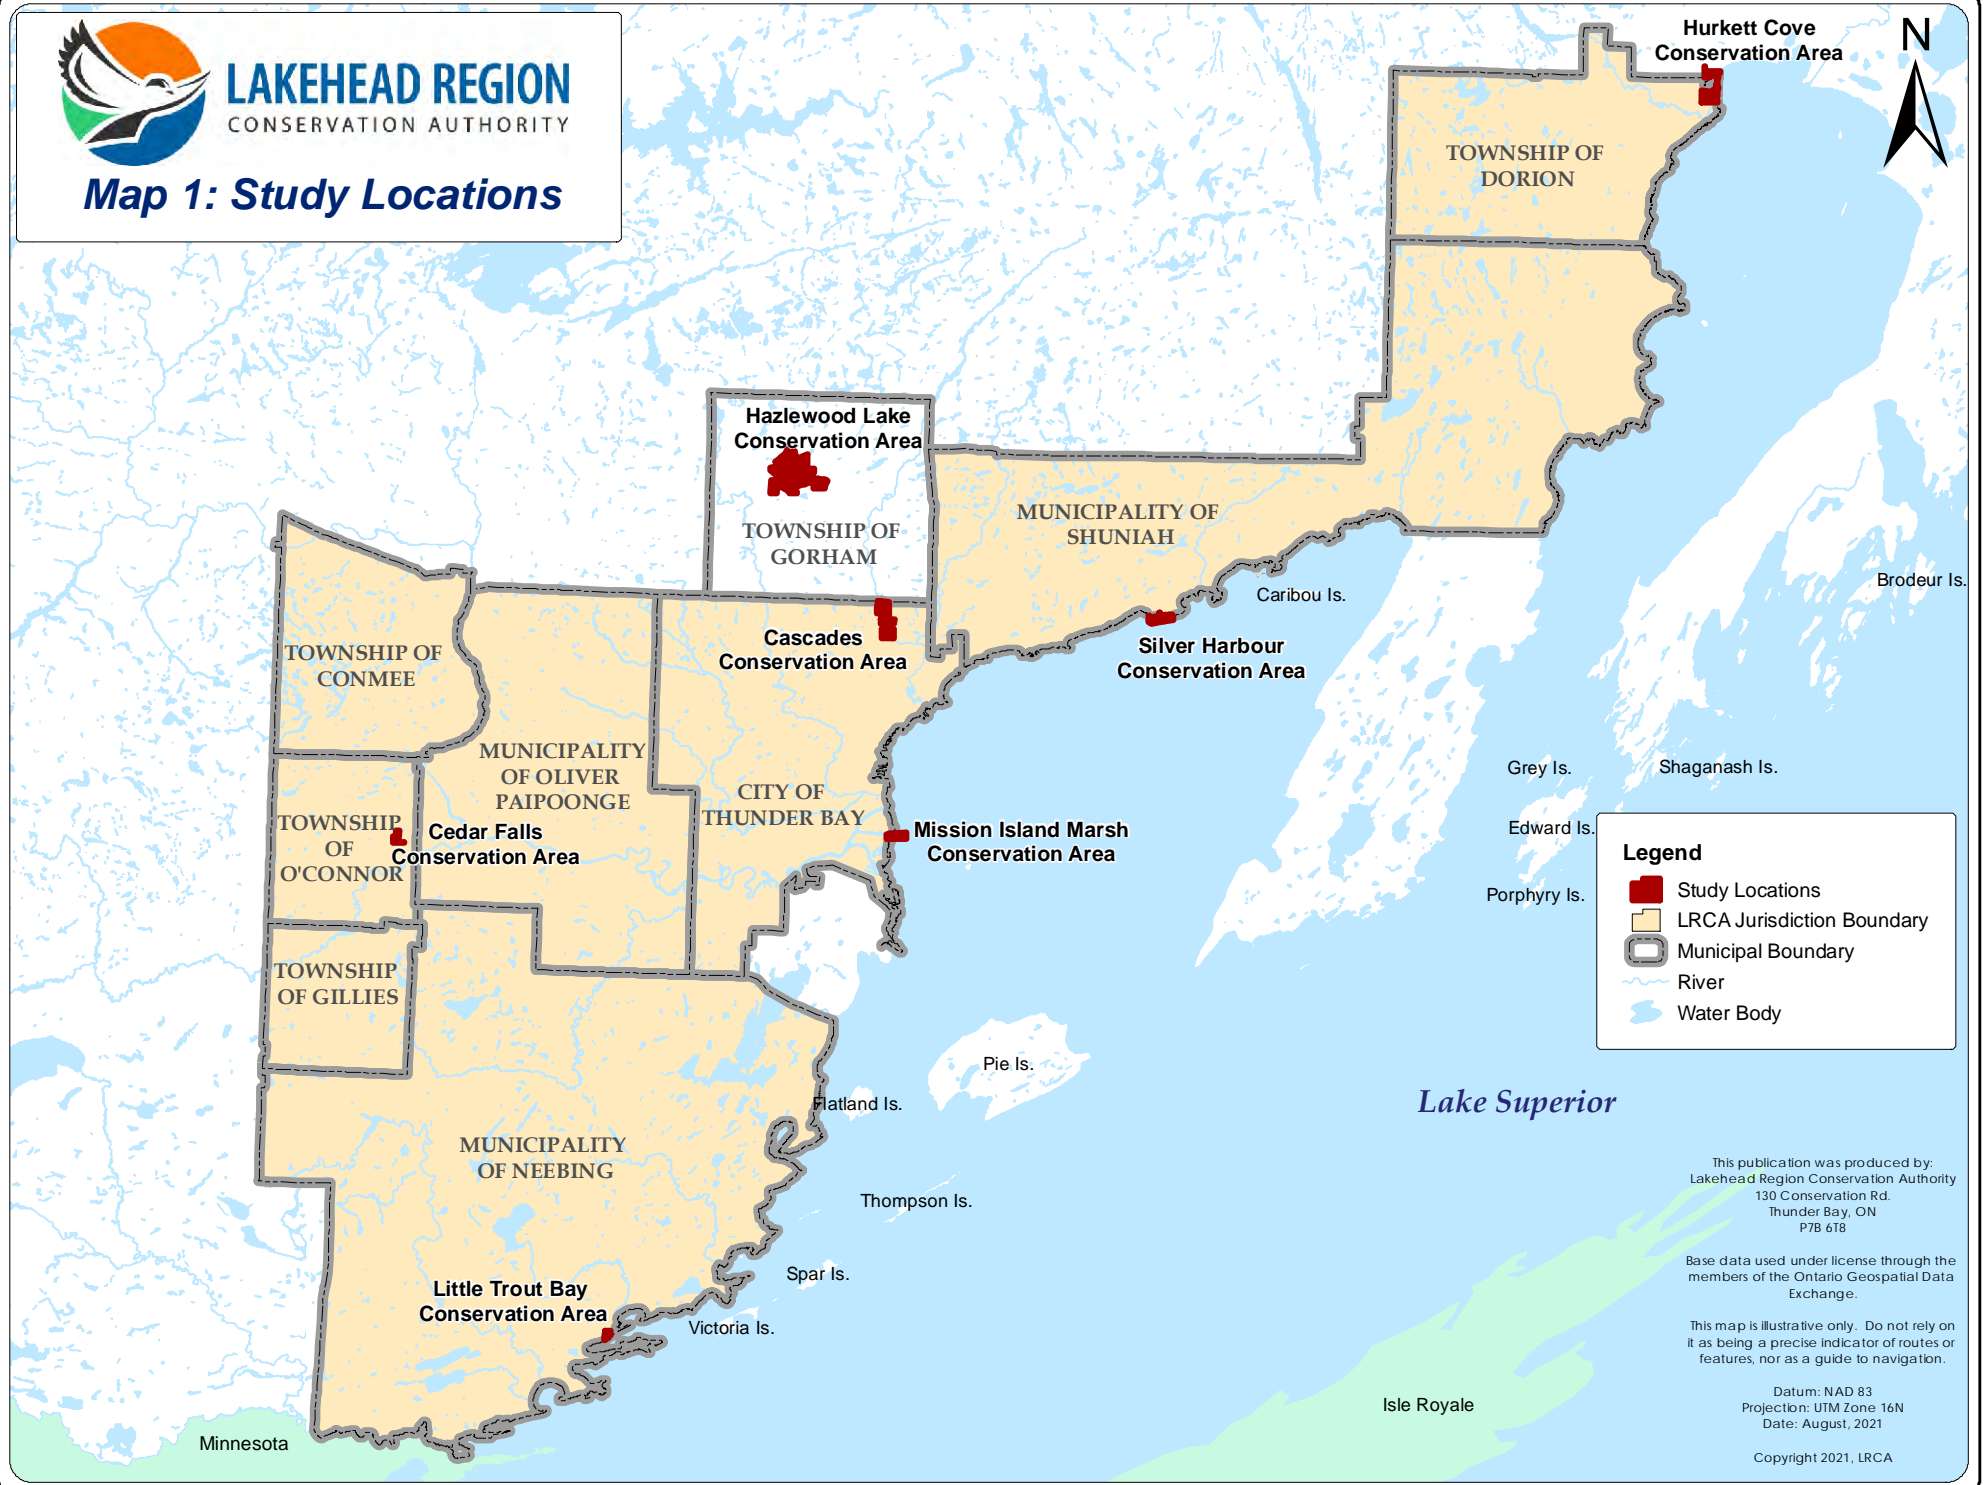 LAKEHEAD REGION
CONSERVATION AUTHORITY
Map 1: Study Locations
Hurkett Cove
Conservation Area
N
TOWNSHIP OF
DORION
Hazlewood Lake
Conservation Area
TOWNSHIP OF
GORHAM
MUNICIPALITY OF
SHUNIAH
Caribou Is.
Brodeur Is.
Silver Harbour
Conservation Area
Cascades
Conservation Area
TOWNSHIP OF
CONMEE
MUNICIPALITY
OF OLIVER
PAIPOONGE
CITY OF
THUNDER BAY
Grey Is.
Shaganash Is.
Edward Is.
Porphyry Is.
TOWNSHIP
OF
O'CONNOR
Cedar Falls
Conservation Area
Mission Island Marsh
Conservation Area
Legend
Study Locations
LRCA Jurisdiction Boundary
Municipal Boundary
River
Water Body
TOWNSHIP
OF GILLIES
Pie Is.
Flatland Is.
Lake Superior
MUNICIPALITY
OF NEEBING
Thompson Is.
Spar Is.
Little Trout Bay
Conservation Area
Victoria Is.
Isle Royale
Minnesota
This publication was produced by:
Lakehead Region Conservation Authority
130 Conservation Rd.
Thunder Bay, ON
P7B 6T8
Base data used under license through the
members of the Ontario Geospatial Data
Exchange.
This map is illustrative only. Do not rely on
it as being a precise indicator of routes or
features, nor as a guide to navigation.
Datum: NAD 83
Projection: UTM Zone 16N
Date: August, 2021
Copyright 2021, LRCA